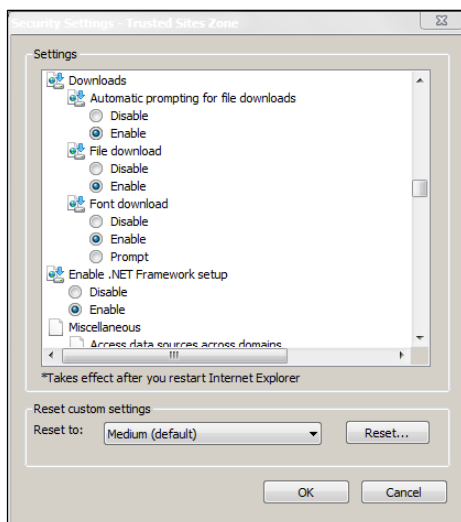 Security Settings - Trusted Sites Zone
Settings
Downloads
Automatic prompting for file downloads
Disable
Enable
File download
Disable
Enable
Font download
Disable
Enable
Prompt
Enable .NET Framework setup
Disable
Enable
Miscellaneous
Access data sources across domains
*Takes effect after you restart Internet Explorer
Reset custom settings
Reset to:
Medium (default)
Reset...
OK
Cancel